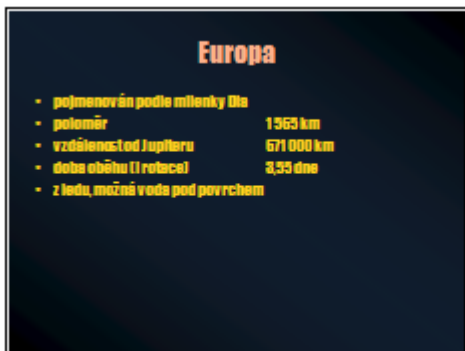 Europa
• pojmenován podle milenky Dia
• poloměr 1 565 km
• vzdálenost od Jupiteru 671 000 km
• doba oběhu (i rotace) 3,55 dne
• z ledu, možná voda pod povrchem